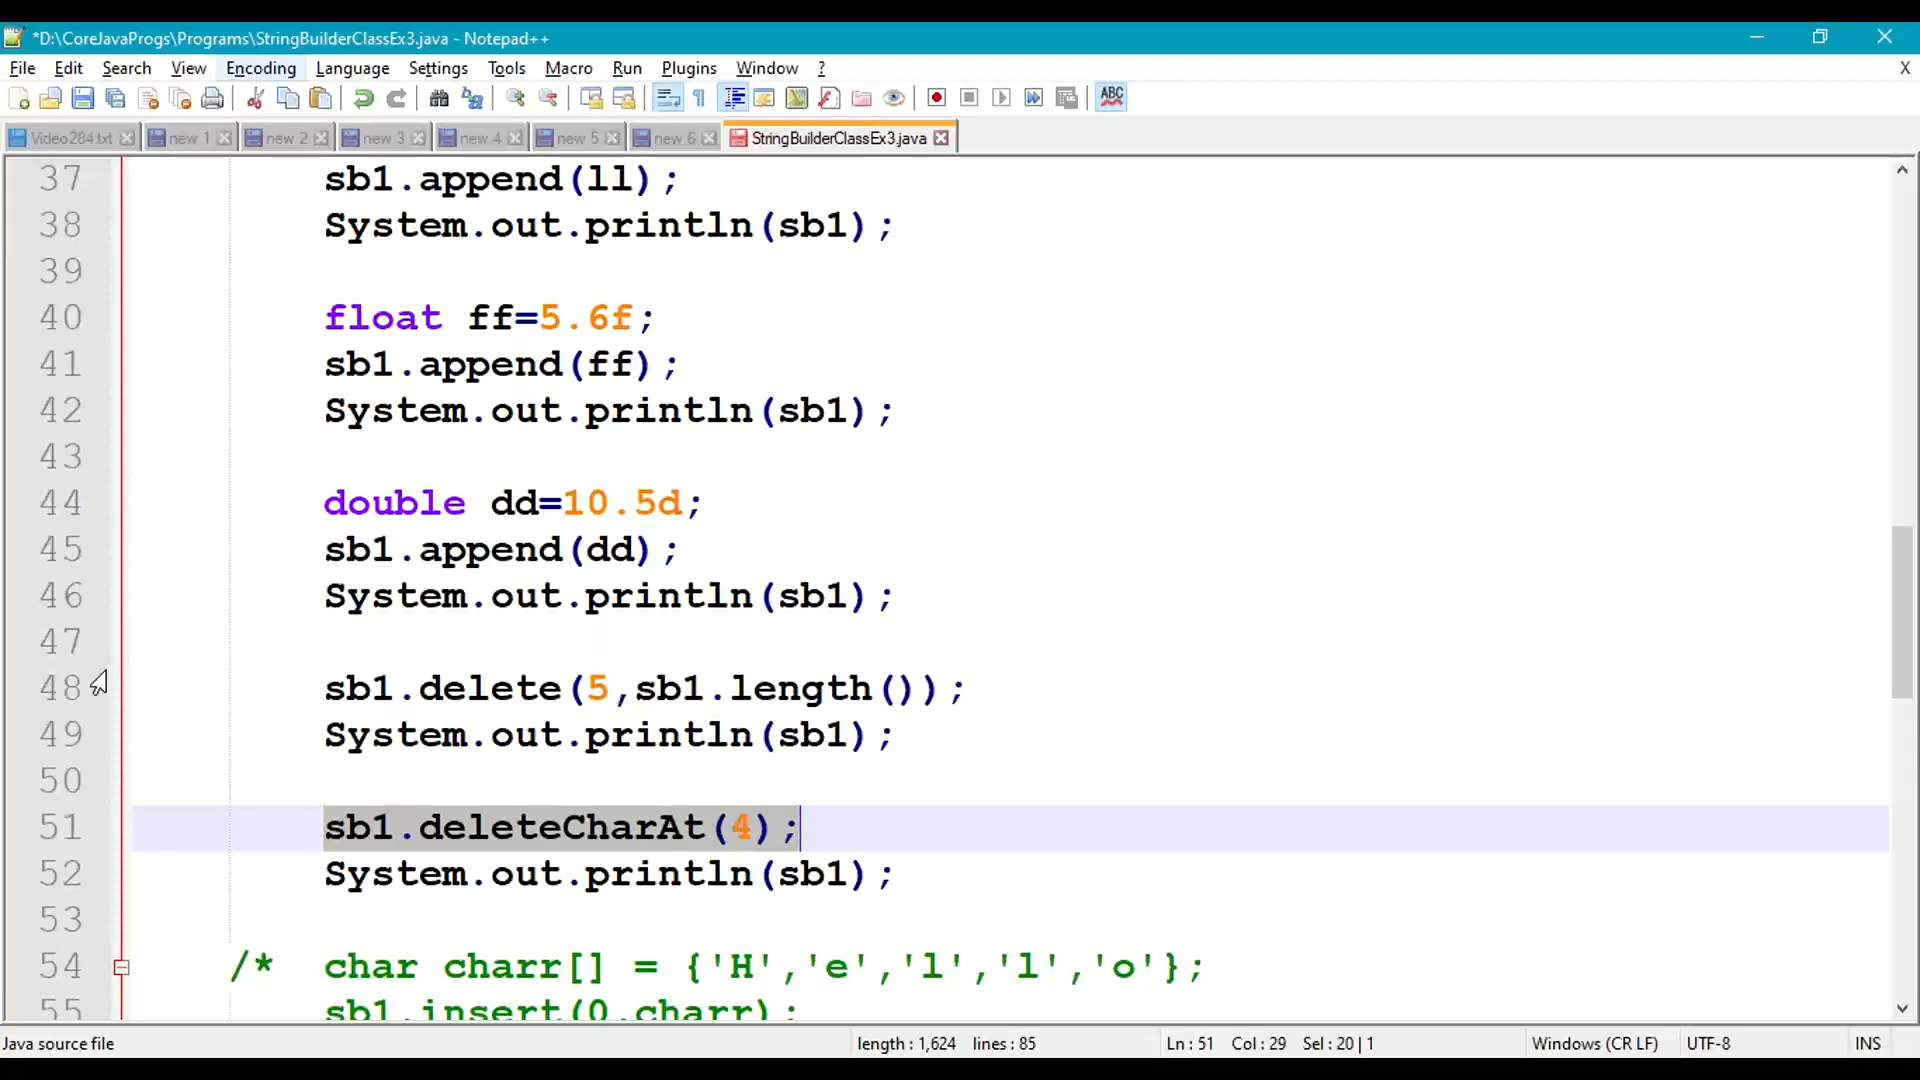 *D:\CoreJavaProgs\Programs\StringBuilderClassEx3.java - Notepad++
File Edit Search View Encoding Language Settings Tools Macro Run Plugins Window ? X
Video284.txt new 1 new 2 new 3 new 4 new 5 new 6 StringBuilderClassEx3.java
37 sb1.append(ll);
38 System.out.println(sb1);
39
40 float ff=5.6f;
41 sb1.append(ff);
42 System.out.println(sb1);
43
44 double dd=10.5d;
45 sb1.append(dd);
46 System.out.println(sb1);
47
48 sb1.delete(5,sb1.length());
49 System.out.println(sb1);
50
51 sb1.deleteCharAt(4);
52 System.out.println(sb1);
53
54 /* char charr[] = {'H','e','l','l','o'};
55 sb1.insert(0,charr);
Java source file length : 1,624 lines : 85 Ln : 51 Col : 29 Sel : 20 | 1 Windows (CR LF) UTF-8 INS